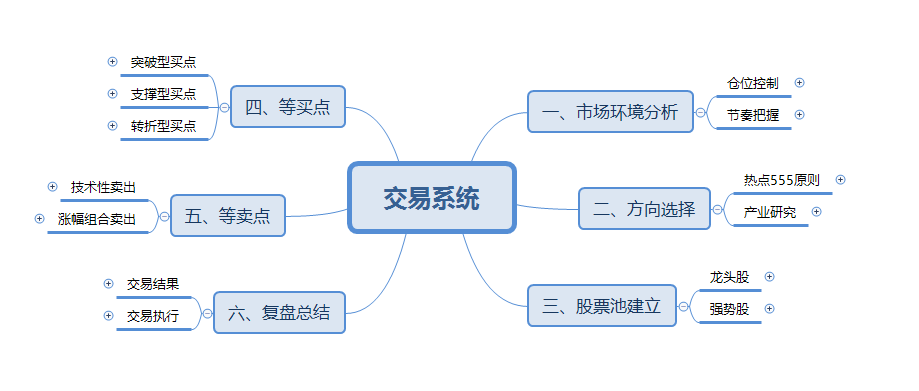 交易系统
一、市场环境分析
仓位控制
节奏把握
二、方向选择
热点555原则
产业研究
三、股票池建立
龙头股
强势股
四、等买点
突破型买点
支撑型买点
转折型买点
五、等卖点
技术性卖出
涨幅组合卖出
六、复盘总结
交易结果
交易执行